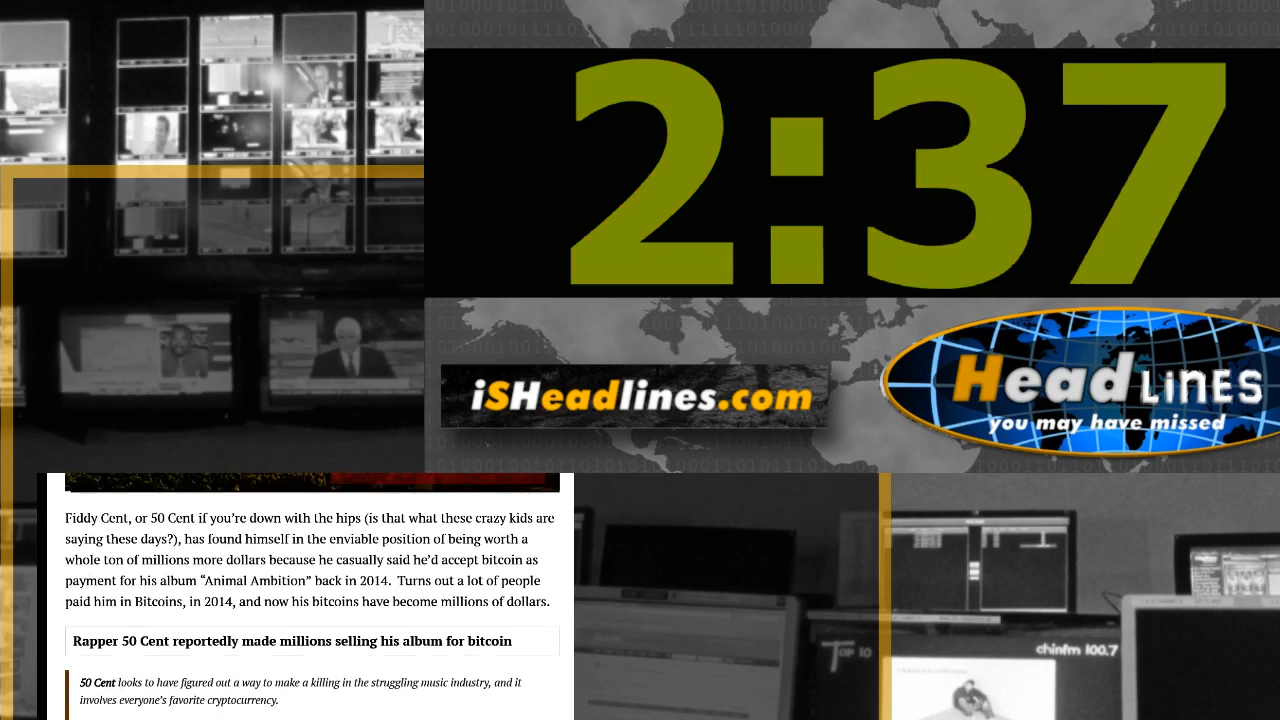 2:37
iSHeadlines.com
HeadLINES
you may have missed
Fiddy Cent, or 50 Cent if you're down with the hips (is that what these crazy kids are
saying these days?), has found himself in the enviable position of being worth a
whole ton of millions more dollars because he casually said he'd accept bitcoin as
payment for his album “Animal Ambition” back in 2014. Turns out a lot of people
paid him in Bitcoins, in 2014, and now his bitcoins have become millions of dollars.
Rapper 50 Cent reportedly made millions selling his album for bitcoin
50 Cent looks to have figured out a way to make a killing in the struggling music industry, and it
involves everyone's favorite cryptocurrency.
Top 10
chinfm 100.7